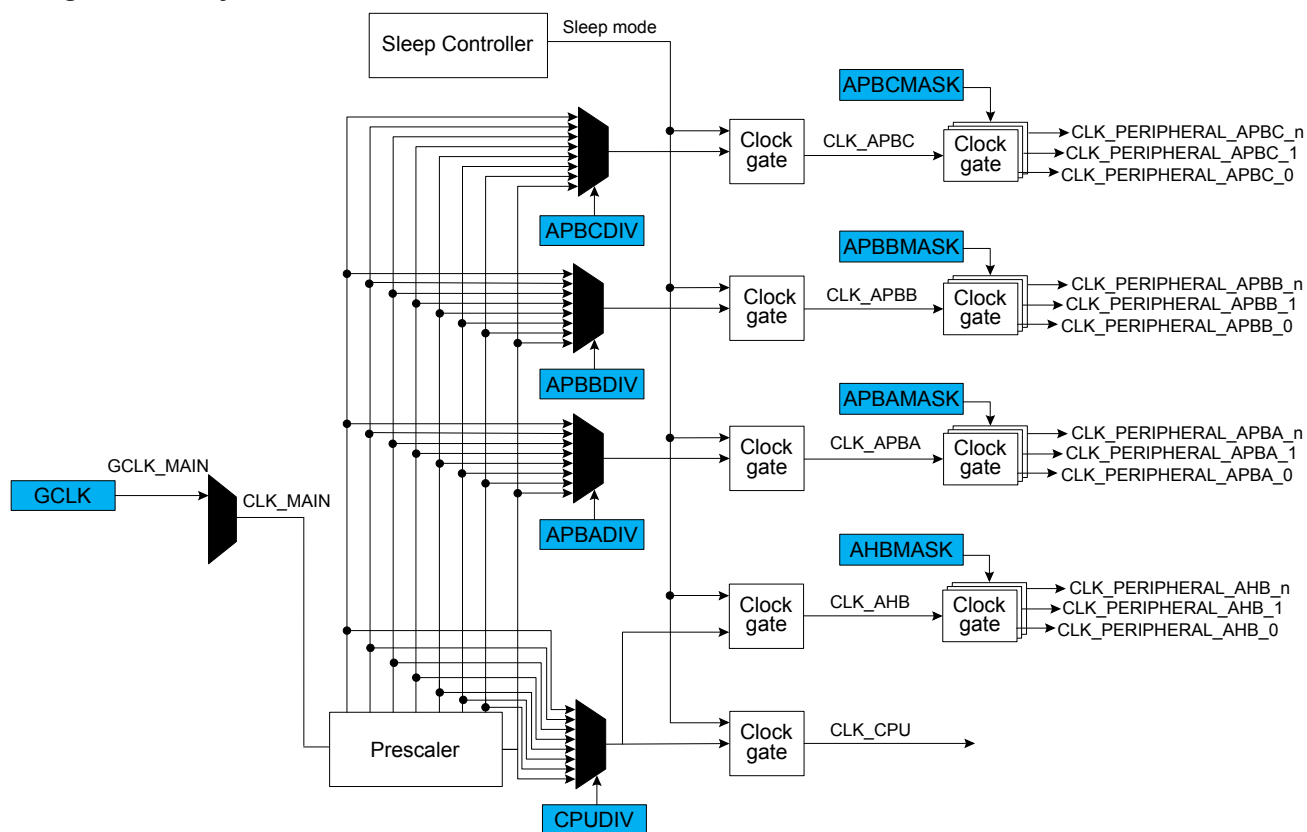 Sleep Controller
Sleep mode
APBCMASK
Clock
gate
CLK_APBC
Clock
gate
CLK_PERIPHERAL_APBC_n
CLK_PERIPHERAL_APBC_1
CLK_PERIPHERAL_APBC_0
APBCDIV
APBBMASK
Clock
gate
CLK_APBB
Clock
gate
CLK_PERIPHERAL_APBB_n
CLK_PERIPHERAL_APBB_1
CLK_PERIPHERAL_APBB_0
APBBDIV
APBAMASK
Clock
gate
CLK_APBA
Clock
gate
CLK_PERIPHERAL_APBA_n
CLK_PERIPHERAL_APBA_1
CLK_PERIPHERAL_APBA_0
GCLK
GCLK_MAIN
CLK_MAIN
APBADIV
AHBMASK
Clock
gate
CLK_AHB
Clock
gate
CLK_PERIPHERAL_AHB_n
CLK_PERIPHERAL_AHB_1
CLK_PERIPHERAL_AHB_0
Prescaler
Clock
gate
CLK_CPU
CPUDIV